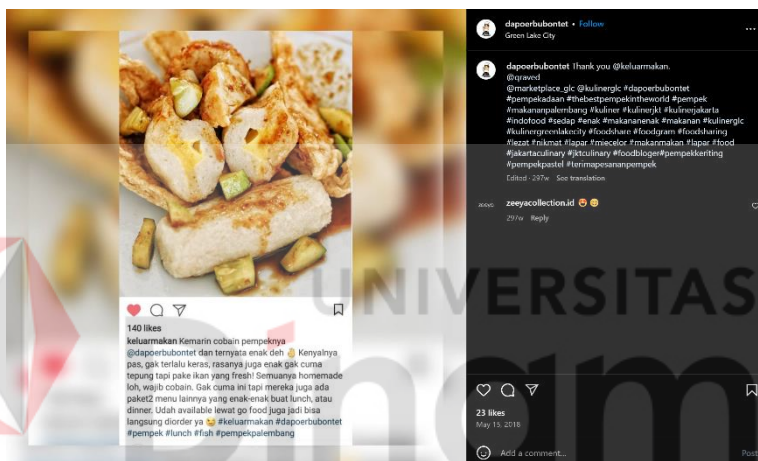 140 likes
keluarmakan Kemarin cobain pempeknya
@dapoerbubontet dan ternyata enak deh 🤚 Kenyalnya
pas, gak terlalu keras, rasanya juga enak gak cuma
tepung tapi pake ikan yang fresh! Semuanya homemade
loh, wajib cobain. Gak cuma ini tapi mereka juga ada
paket2 menu lainnya yang enak-enak buat lunch, atau
dinner. Udah available lewat go food juga jadi bisa
langsung diorder ya 😉 #keluarmakan #dapoerbubontet
#pempek #lunch #fish #pempekpalembang
dapoerbubontet • Follow
Green Lake City
dapoerbubontet Thank you @keluarmakan.
@qraved
@marketplace_glc @kulinerglc #dapoerbubontet
#pempekadaan #thebestpempekintheworld #pempek
#makananpalembang #kuliner #kulinerjkt #kulinerjakarta
#indofood #sedap #enak #makananenak #makanan #kulinerglc
#kulinergreenlakecity #foodshare #foodgram #foodsharing
#lezat #nikmat #lapar #miecelor #makanmakan #lapar #food
#jakartaculinary #jktculinary #foodbloger#pempekkeriting
#pempekpastel #terimapesananpempek
Edited · 297w See translation
zeeyacollection.id 😍 😊
297w Reply
23 likes
May 15, 2018
Add a comment...
Post
UNIVERSITAS
Dinam